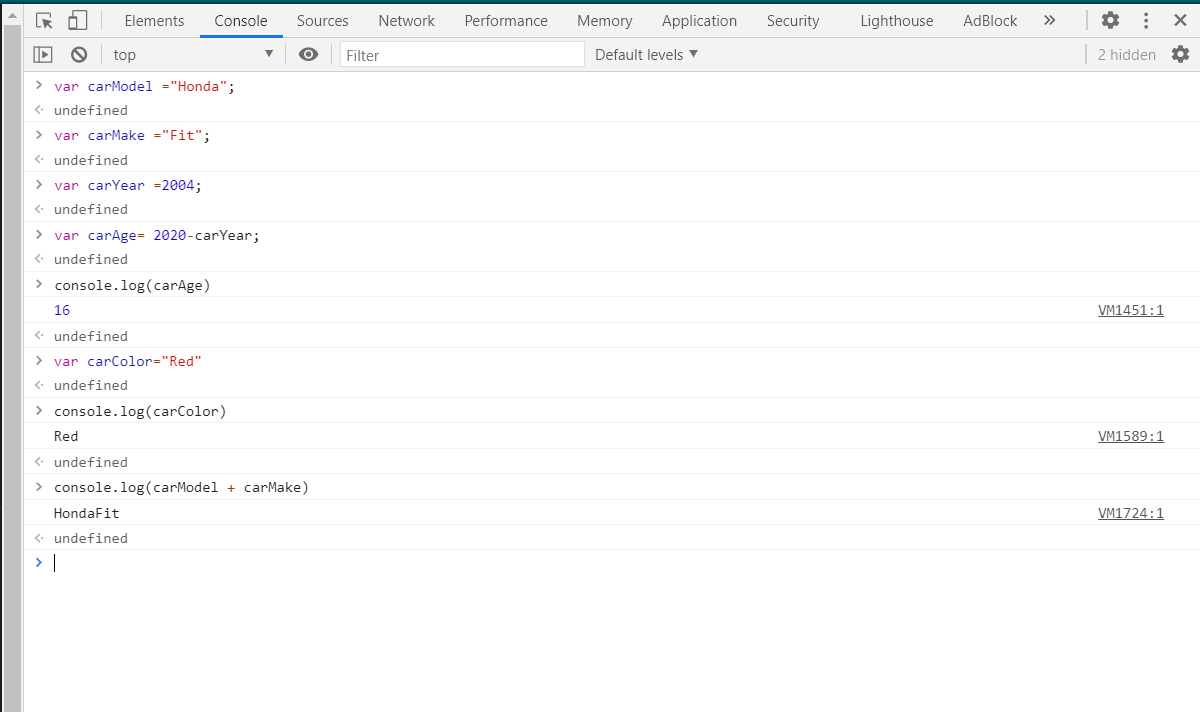 Elements Console Sources Network Performance Memory Application Security Lighthouse AdBlock »
top ▼ Filter Default levels ▼ 2 hidden
> var carModel ="Honda";
undefined
> var carMake ="Fit";
undefined
> var carYear =2004;
undefined
> var carAge= 2020-carYear;
undefined
> console.log(carAge)
16 VM1451:1
undefined
> var carColor="Red"
undefined
> console.log(carColor)
Red VM1589:1
undefined
> console.log(carModel + carMake)
HondaFit VM1724:1
undefined
>